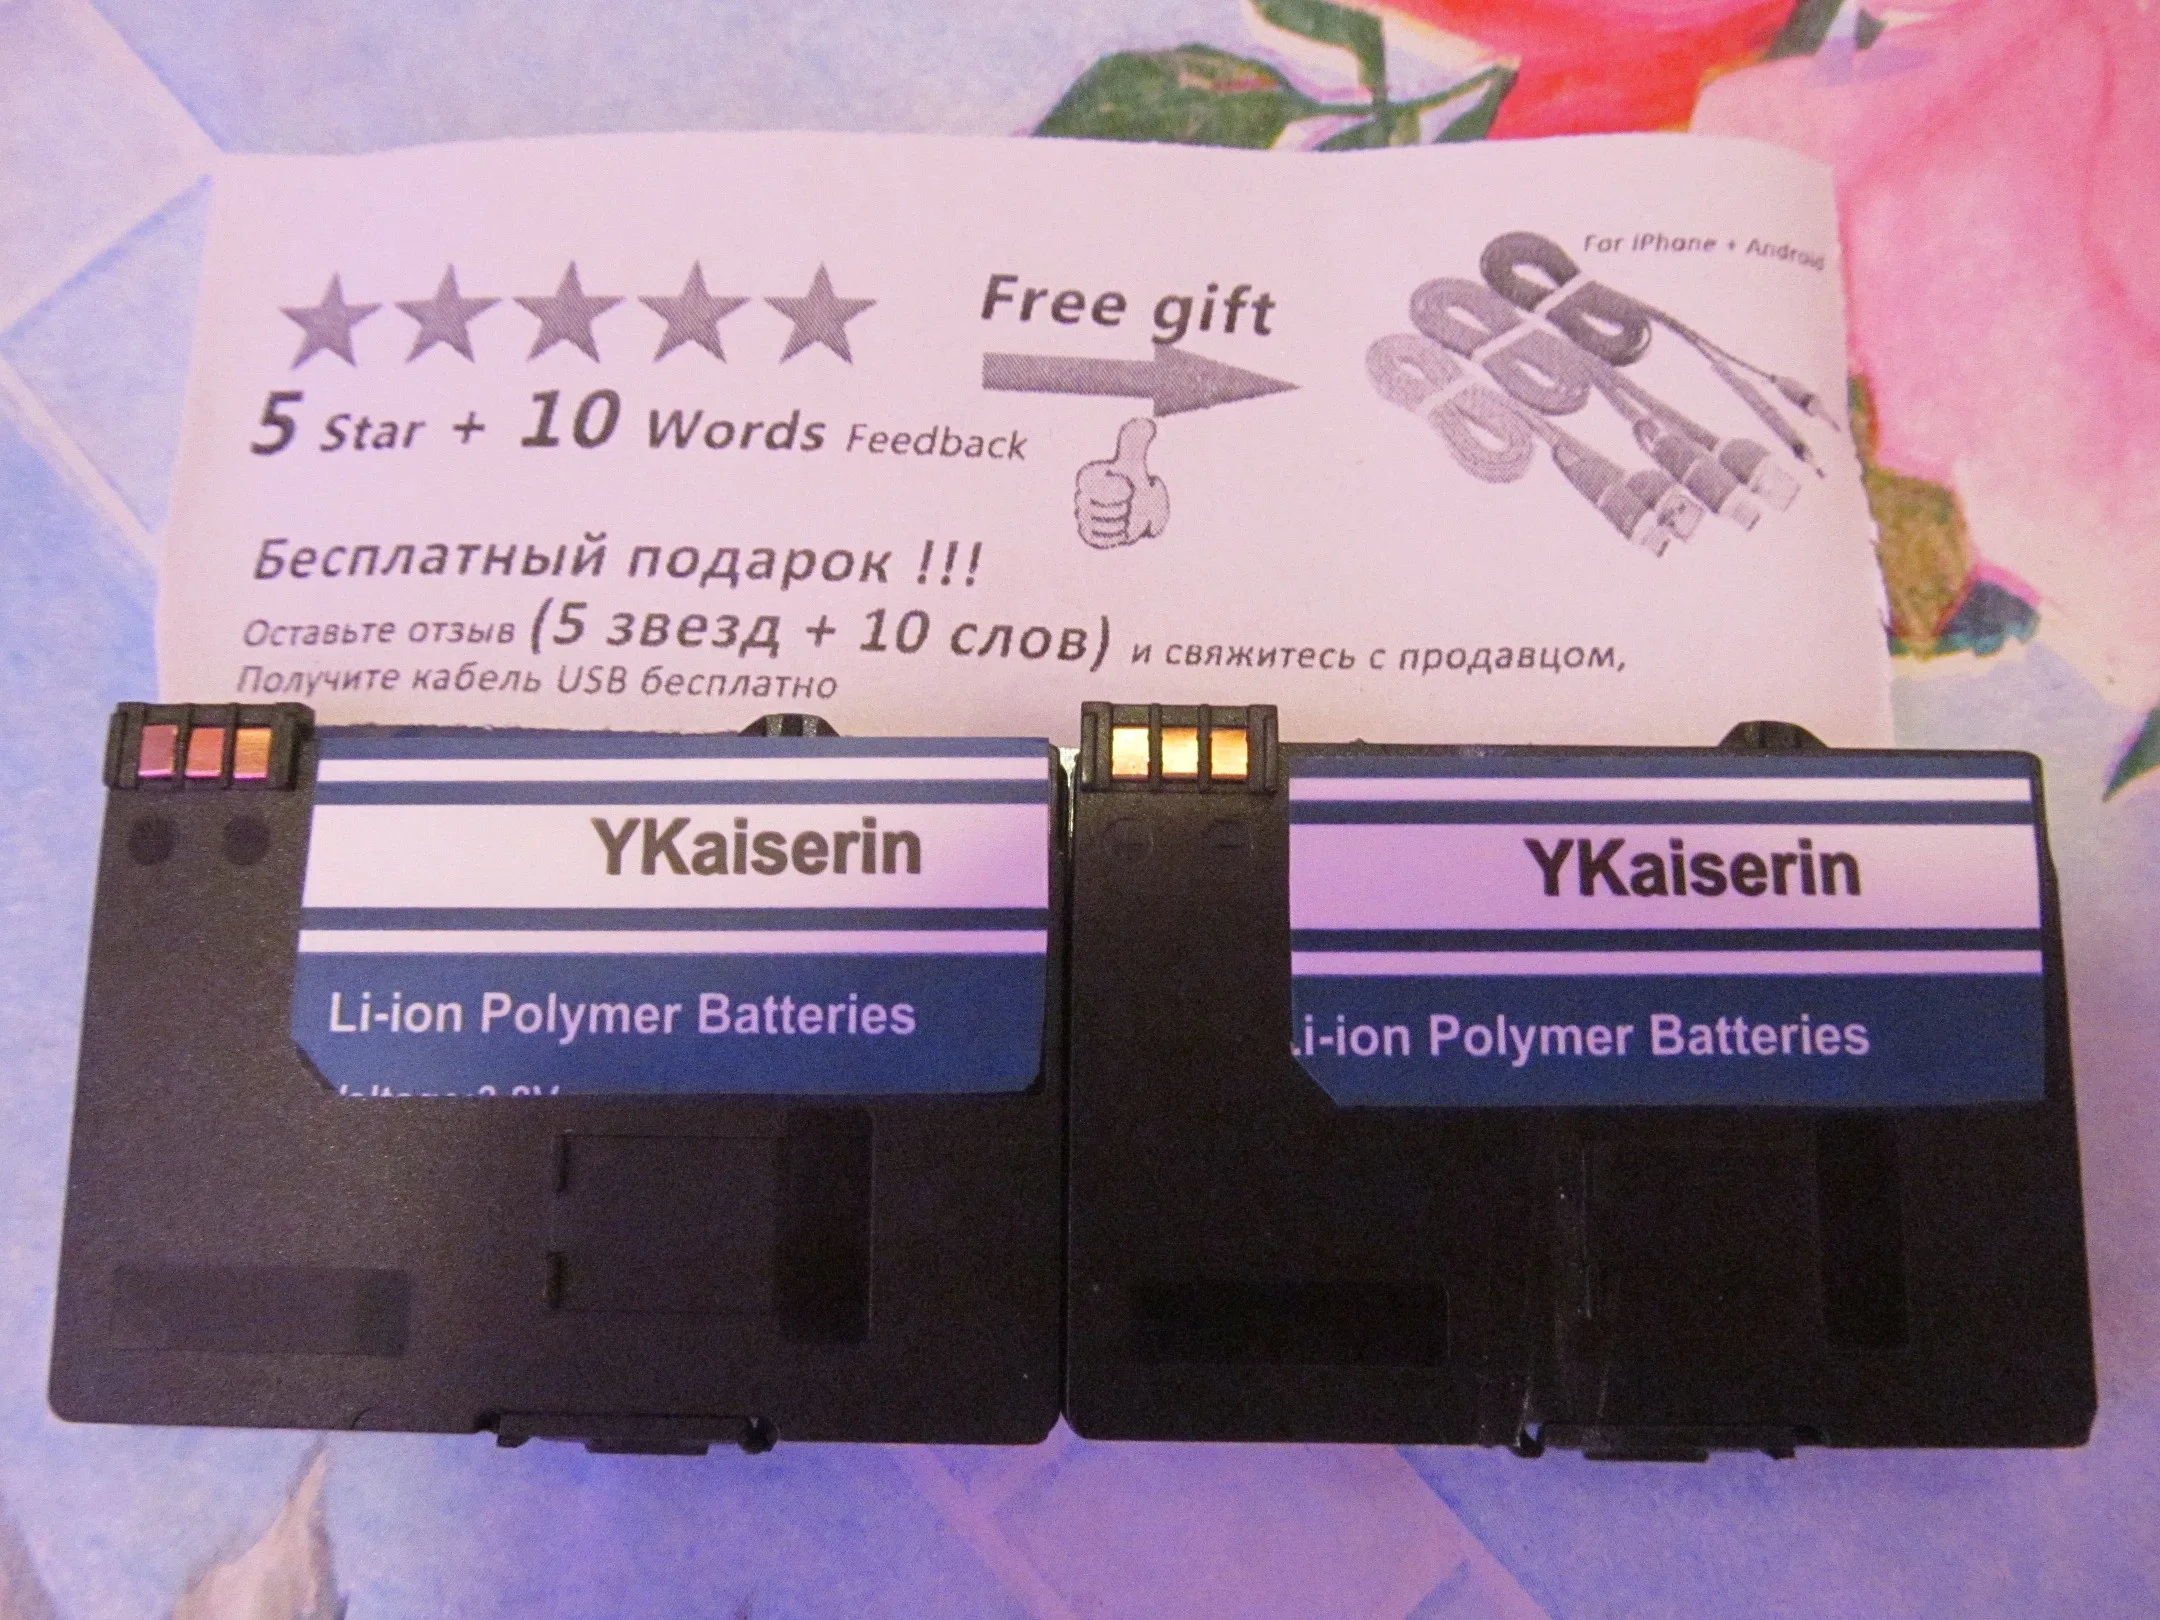 For iPhone + Android
Free gift
5 Star + 10 Words Feedback
Бесплатный подарок !!!
Оставьте отзыв (5 звезд + 10 слов) и свяжитесь с продавцом,
Получите кабель USB бесплатно
YKaiserin
Li-ion Polymer Batteries
YKaiserin
i-ion Polymer Batteries